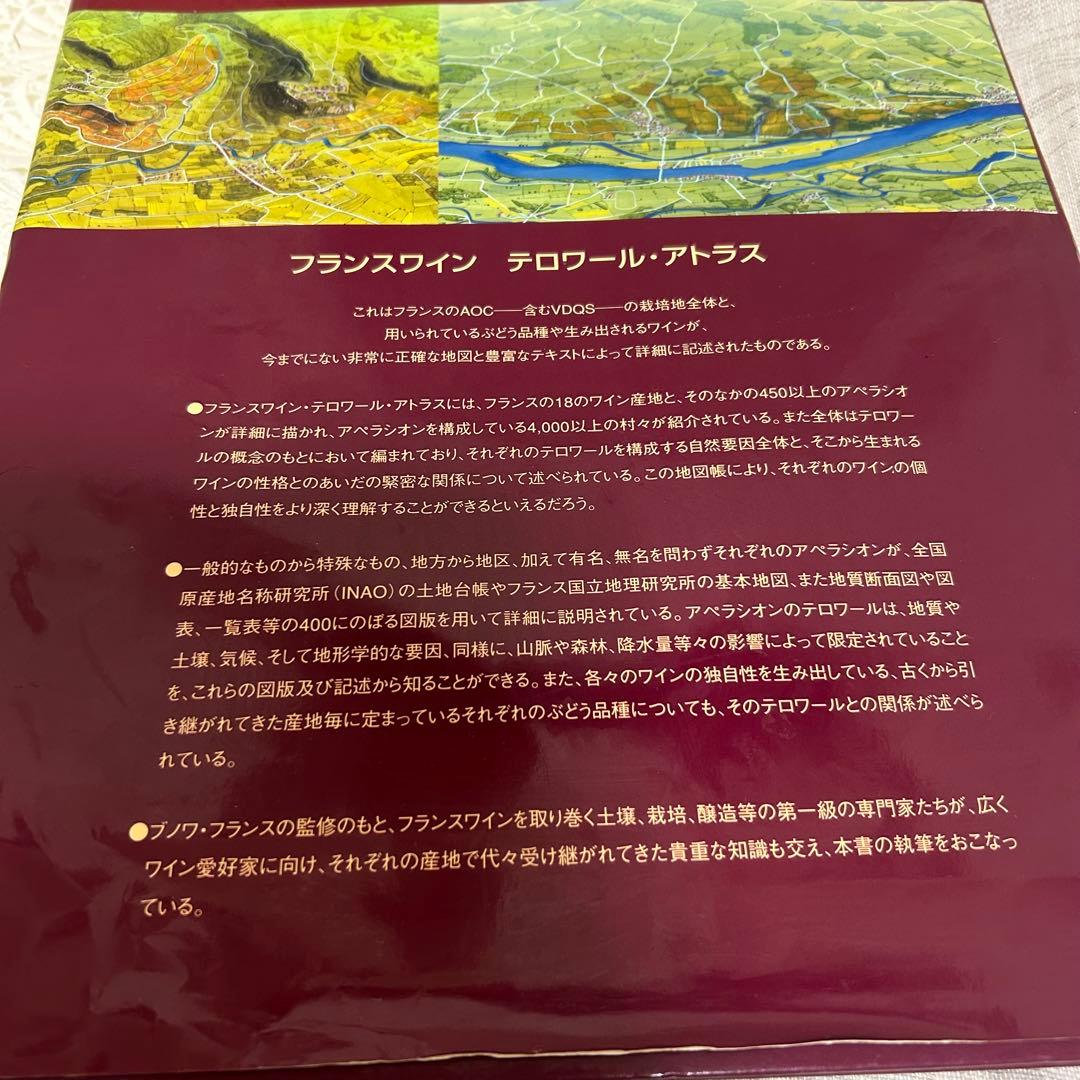 フランスワイン　テロワール・アトラス
これはフランスのAOC——含むVDQS——の栽培地全体と、
用いられているぶどう品種や生み出されるワインが、
今までにない非常に正確な地図と豊富なテキストによって詳細に記述されたものである。
●フランスワイン・テロワール・アトラスには、フランスの18のワイン産地と、そのなかの450以上のアペラシオ
ンが詳細に描かれ、アペラシオンを構成している4,000以上の村々が紹介されている。また全体はテロワー
ルの概念のもとにおいて編まれており、それぞれのテロワールを構成する自然要因全体と、そこから生まれる
ワインの性格とのあいだの緊密な関係について述べられている。この地図帳により、それぞれのワインの個
性と独自性をより深く理解することができるといえるだろう。
●一般的なものから特殊なもの、地方から地区、加えて有名、無名を問わずそれぞれのアペラシオンが、全国
原産地名称研究所（INAO）の土地台帳やフランス国立地理研究所の基本地図、また地質断面図や図
表、一覧表等の400にのぼる図版を用いて詳細に説明されている。アペラシオンのテロワールは、地質や
土壌、気候、そして地形学的な要因、同様に、山脈や森林、降水量等々の影響によって限定されていること
を、これらの図版及び記述から知ることができる。また、各々のワインの独自性を生み出している、古くから引
き継がれてきた産地毎に定まっているそれぞれのぶどう品種についても、そのテロワールとの関係が述べら
れている。
●ブノワ・フランスの監修のもと、フランスワインを取り巻く土壌、栽培、醸造等の第一級の専門家たちが、広く
ワイン愛好家に向け、それぞれの産地で代々受け継がれてきた貴重な知識も交え、本書の執筆をおこなっ
ている。